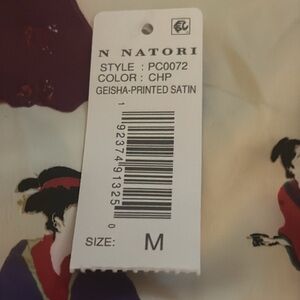 N NATORI
STYLE : PC0072
COLOR : CHP
GEISHA-PRINTED SATIN
1 92374 91325 0
SIZE: M